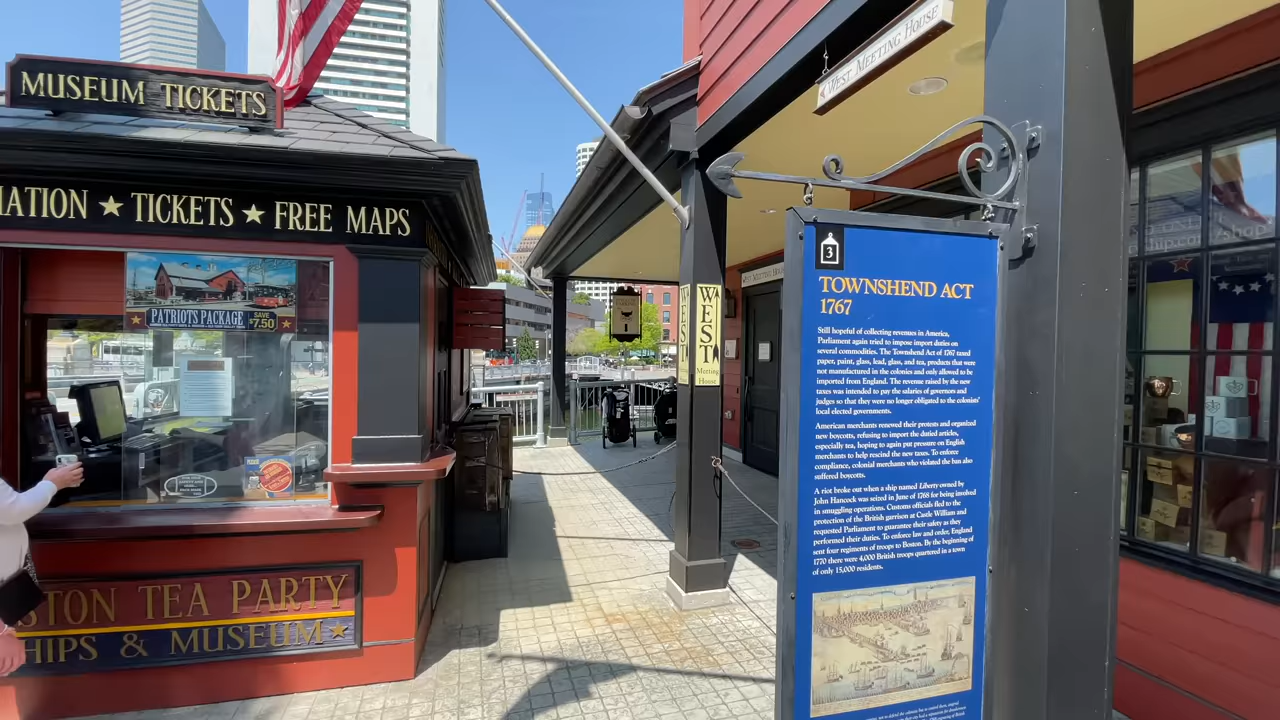 MUSEUM TICKETS
ATION ★ TICKETS ★ FREE MAPS
PATRIOTS PACKAGE
SAVE
$7.50
STON TEA PARTY
HIPS & MUSEUM ★
WEST MEETING HOUSE
WEST MEETING HOUSE
WEST
WEST
Meeting
House
3
TOWNSHEND ACT
1767
Still hopeful of collecting revenues in America,
Parliament again tried to impose import duties on
several commodities. The Townshend Act of 1767 taxed
paper, paint, glass, lead, glass, and tea, products that were
not manufactured in the colonies and only allowed to be
imported from England. The revenue raised by the new
taxes was intended to pay the salaries of governors and
judges so that they were no longer obligated to the colonists'
local elected governments.
American merchants renewed their protests and organized
new boycotts, refusing to import the dutied articles,
especially tea, hoping to again put pressure on English
merchants to help rescind the new taxes. To enforce
compliance, colonial merchants who violated the ban also
suffered boycotts.
A riot broke out when a ship named Liberty owned by
John Hancock was seized in June of 1768 for being involved
in smuggling operations. Customs officials fled to the
protection of the British garrison at Castle William and
requested Parliament to guarantee their safety as they
performed their duties. To enforce law and order, England
sent four regiments of troops to Boston. By the beginning of
1770 there were 4,000 British troops quartered in a town
of only 15,000 residents.